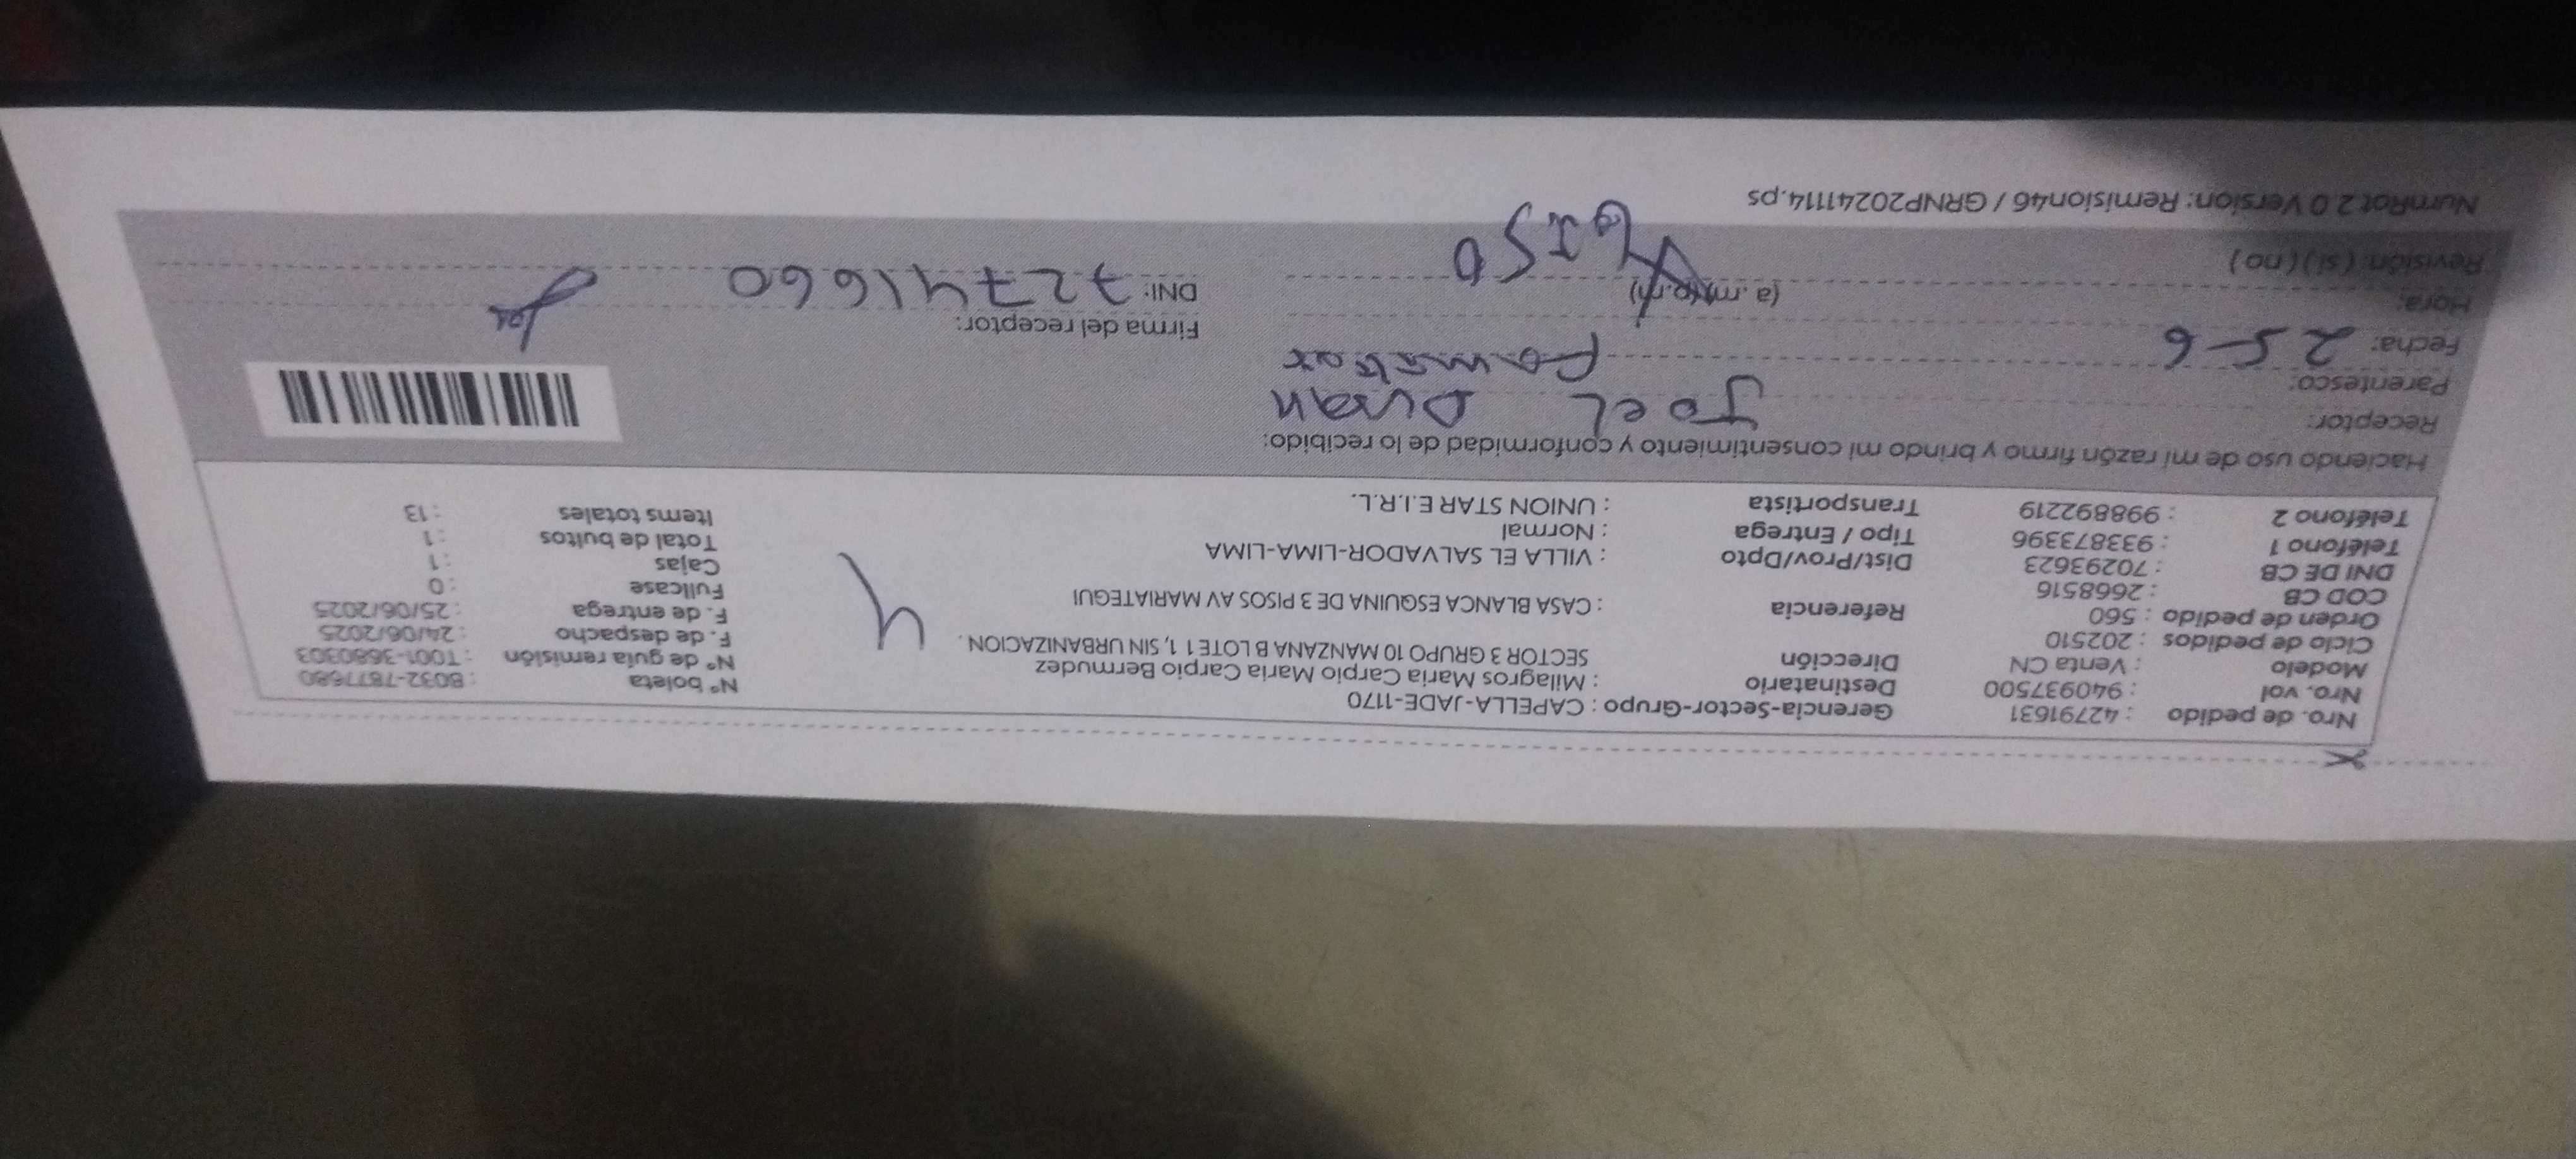 Nro. de pedido : 42791631 Gerencia-Sector-Grupo : CAPELLA-JADE-1170
Nro. vol : 940937500 Destinatario : Milagros Maria Carpio Maria Carpio Bermudez Nº boleta : B032-7877680
Modelo : Venta CN Dirección SECTOR 3 GRUPO 10 MANZANA B LOTE 1 1, SIN URBANIZACION. Nº de guía remisión : T001-3680303
Ciclo de pedidos : 202510 F. de despacho : 24/06/2025
Orden de pedido : 560 Referencia : CASA BLANCA ESQUINA DE 3 PISOS AV MARIATEGUI F. de entrega : 25/06/2025
COD CB : 2668516 Fullcase : 0
DNI DE CB : 70293623 Dist/Prov/Dpto : VILLA EL SALVADOR-LIMA-LIMA Cajas : 1
Teléfono 1 : 933873396 Tipo / Entrega : Normal Total de bultos : 1
Teléfono 2 : 998892219 Transportista : UNION STAR E.I.R.L. Items totales : 13
4
Haciendo uso de mi razón firmo y brindo mi consentimiento y conformidad de lo recibido:
Receptor: Joel Duran
Parentesco:
Fecha: 25-6
Firma del receptor:
Hora: (a.m)(p.m)
DNI: 72741660
Revisión: (si) (no)
NumRot 2.0 Version: Remision46 / GRNP20241114.ps